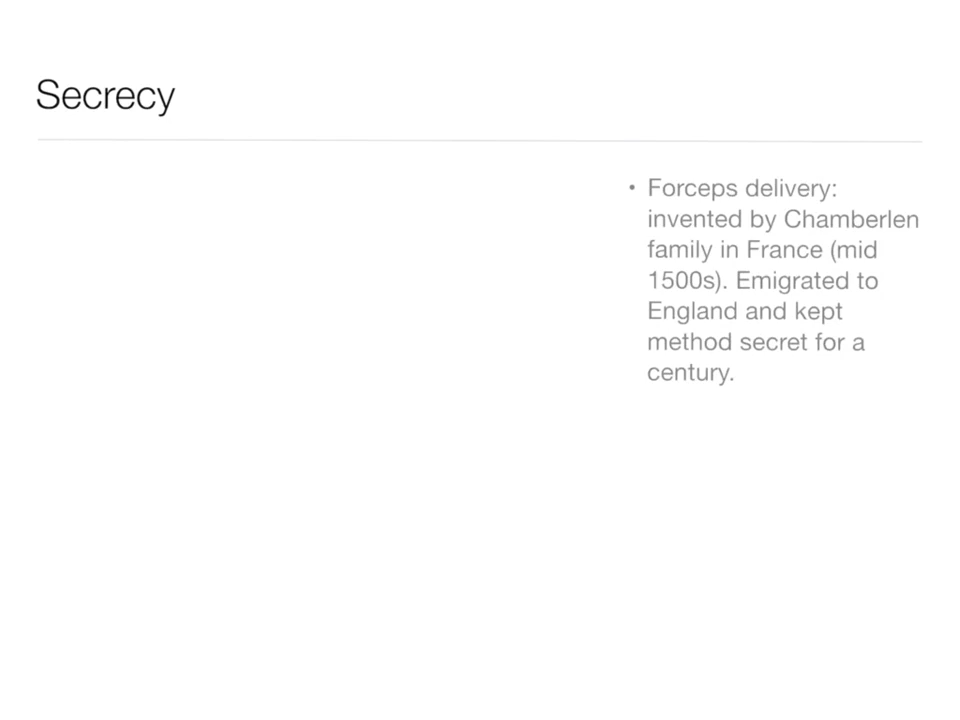 Secrecy
• Forceps delivery:
invented by Chamberlen
family in France (mid
1500s). Emigrated to
England and kept
method secret for a
century.